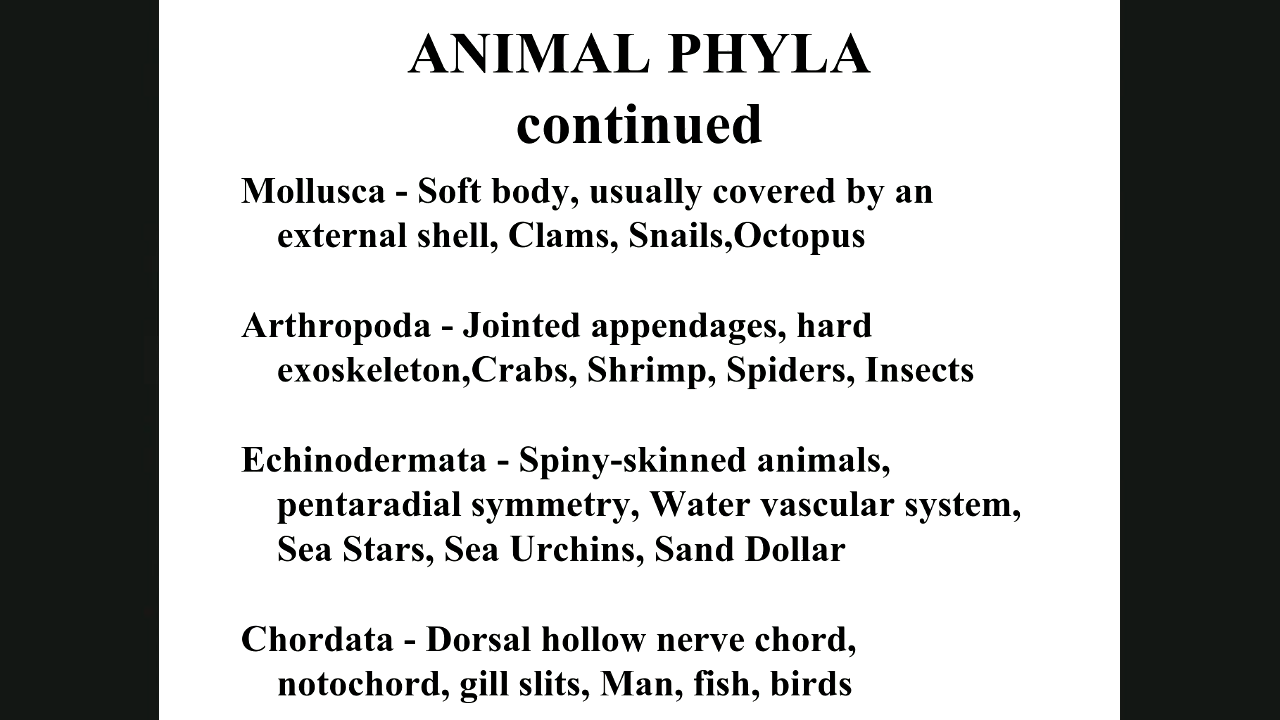 ANIMAL PHYLA
continued
Mollusca - Soft body, usually covered by an
external shell, Clams, Snails,Octopus
Arthropoda - Jointed appendages, hard
exoskeleton,Crabs, Shrimp, Spiders, Insects
Echinodermata - Spiny-skinned animals,
pentaradial symmetry, Water vascular system,
Sea Stars, Sea Urchins, Sand Dollar
Chordata - Dorsal hollow nerve chord,
notochord, gill slits, Man, fish, birds